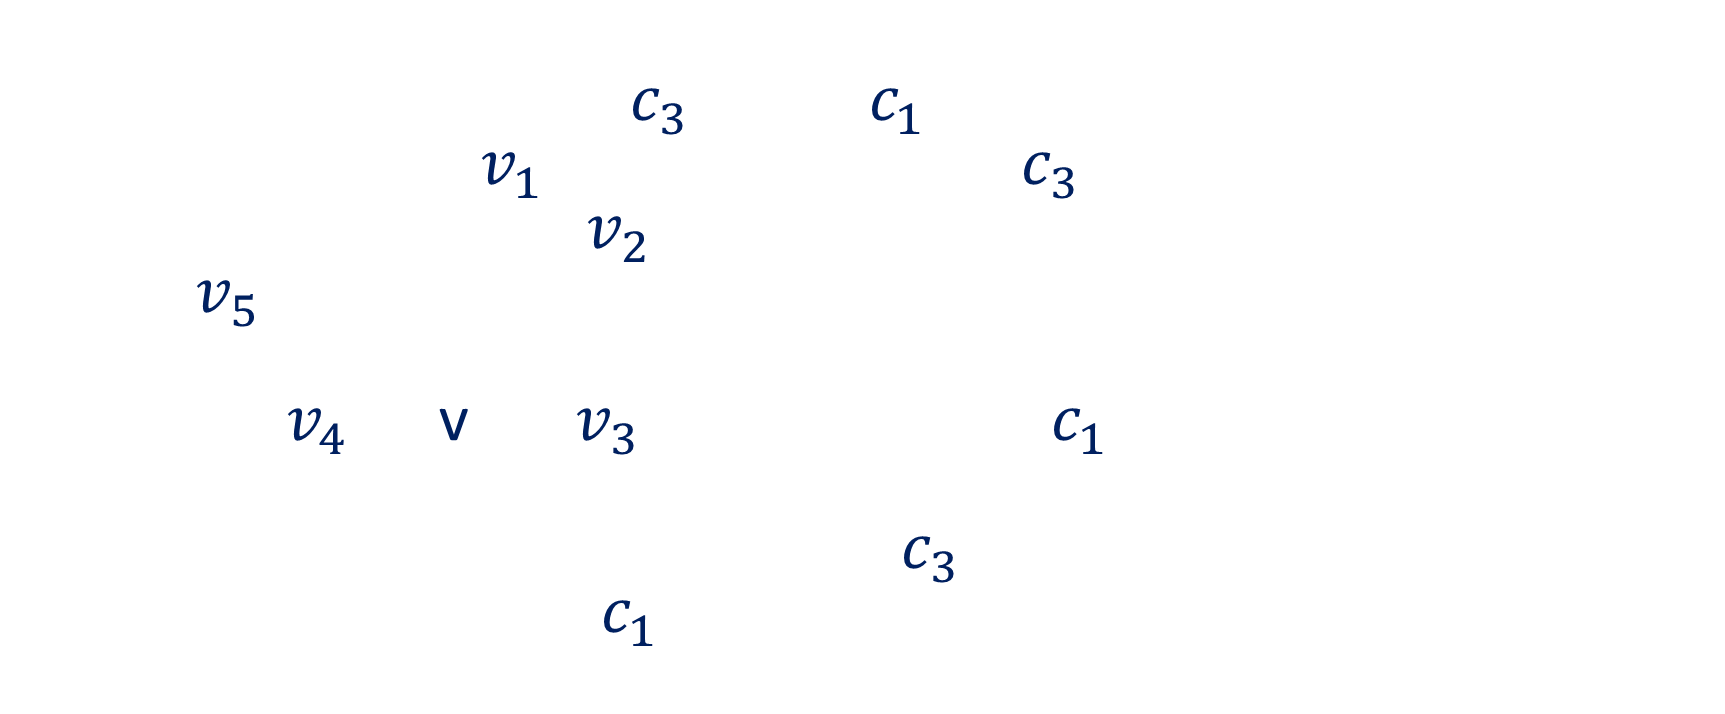 c₃ c₁
v₁ c₃
v₂
v₅
v₄ v v₃ c₁
c₃
c₁